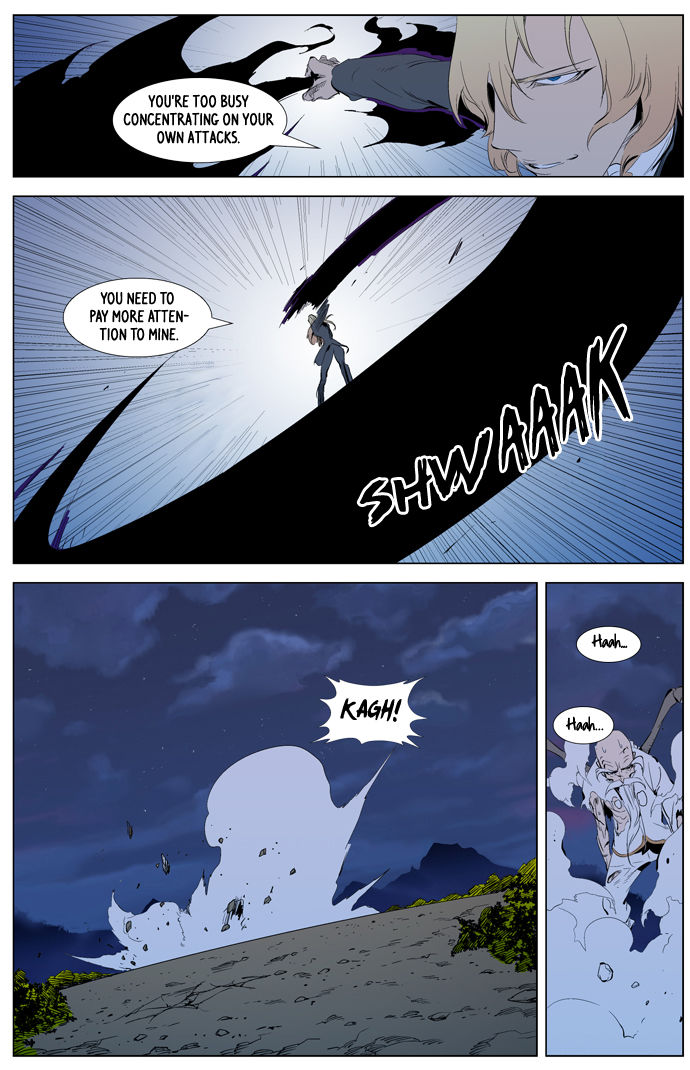 YOU'RE TOO BUSY
CONCENTRATING ON YOUR
OWN ATTACKS.
YOU NEED TO
PAY MORE ATTEN-
TION TO MINE.
SHWAAAK
KAGH!
Haah...
Haah...